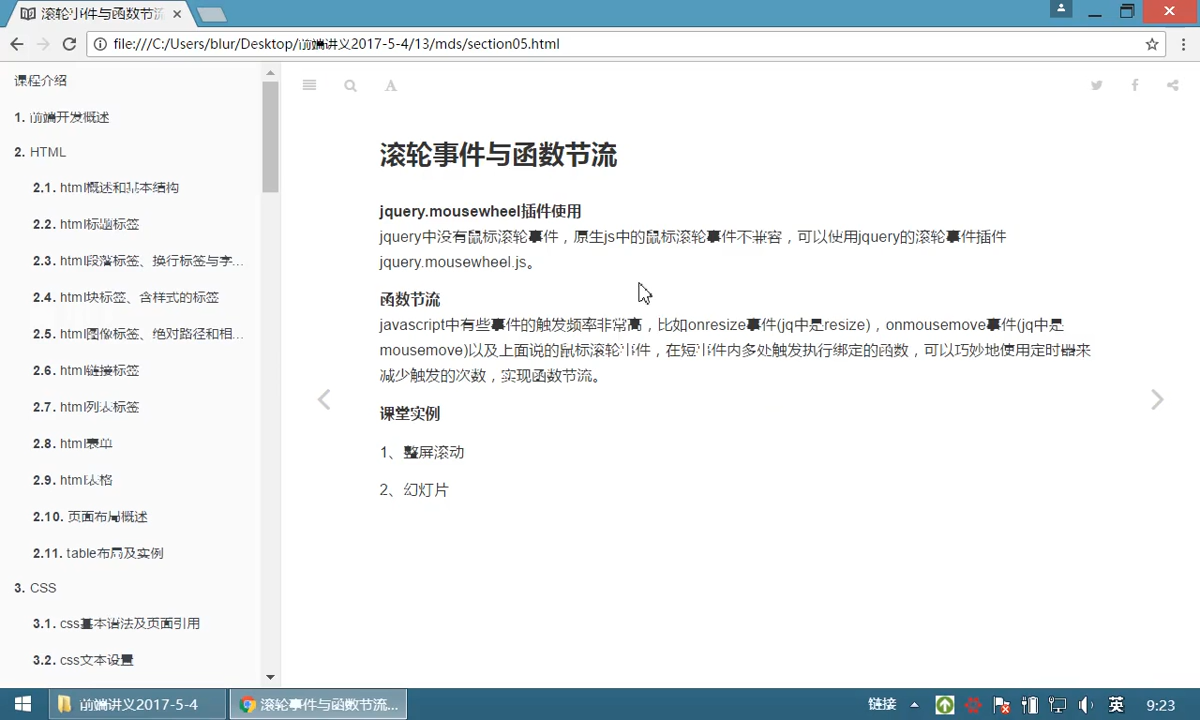 滚轮事件与函数节流
file:///C:/Users/blur/Desktop/前端讲义2017-5-4/13/mds/section05.html
课程介绍
1. 前端开发概述
2. HTML
2.1. html概述和基本结构
2.2. html标题标签
2.3. html段落标签、换行标签与字...
2.4. html块标签、含样式的标签
2.5. html图像标签、绝对路径和相...
2.6. html链接标签
2.7. html列表标签
2.8. html表单
2.9. html表格
2.10. 页面布局概述
2.11. table布局及实例
3. CSS
3.1. css基本语法及页面引用
3.2. css文本设置
A
滚轮事件与函数节流
jquery.mousewheel插件使用
jquery中没有鼠标滚轮事件，原生js中的鼠标滚轮事件不兼容，可以使用jquery的滚轮事件插件
jquery.mousewheel.js。
函数节流
javascript中有些事件的触发频率非常高，比如onresize事件(jq中是resize)，onmousemove事件(jq中是
mousemove)以及上面说的鼠标滚轮事件，在短事件内多处触发执行绑定的函数，可以巧妙地使用定时器来
减少触发的次数，实现函数节流。
课堂实例
1、整屏滚动
2、幻灯片
前端讲义2017-5-4
滚轮事件与函数节流...
链接
英
9:23